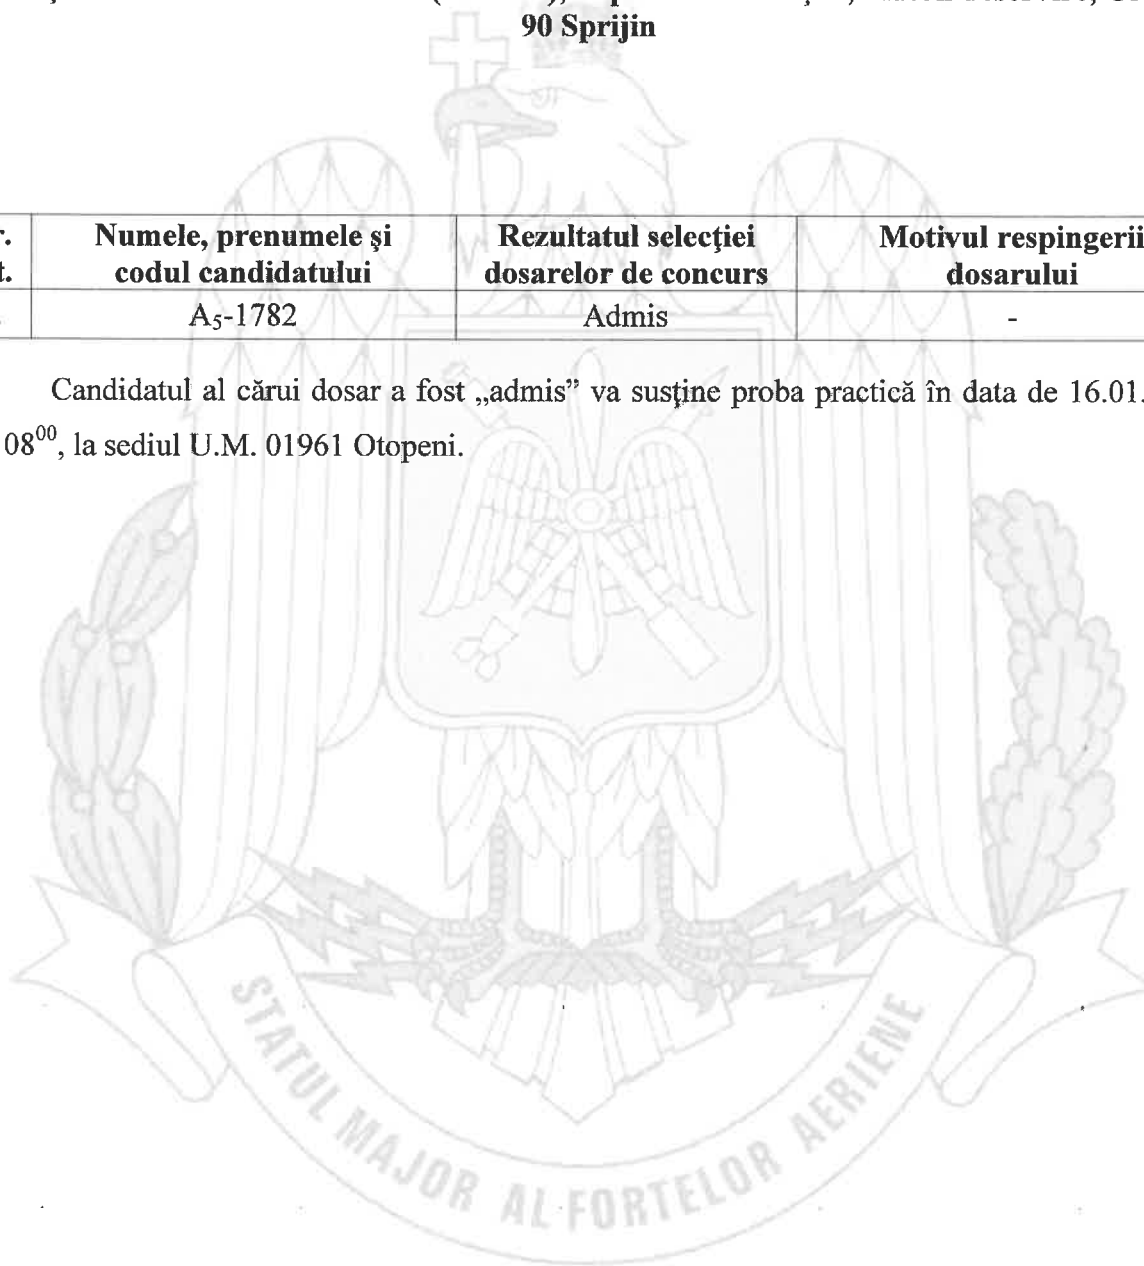 90 Sprijin
Numele, prenumele şi codul candidatului
Rezultatul selecţiei dosarelor de concurs
Motivul respingerii dosarului
A₅-1782
Admis
-
Candidatul al cărui dosar a fost „admis” va susţine proba practică în data de 16.01.
08⁰⁰, la sediul U.M. 01961 Otopeni.
STATUL MAJOR AL FORTELOR AERIENE